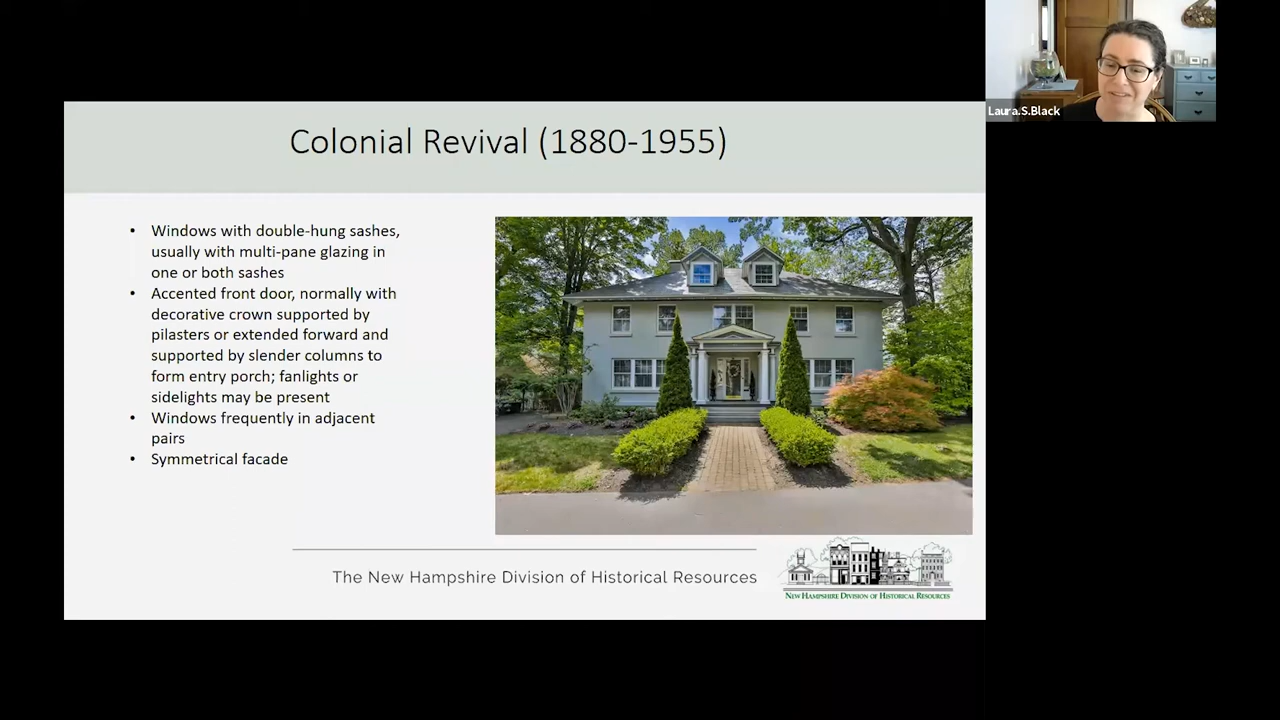 Laura.S.Black
Colonial Revival (1880-1955)
• Windows with double-hung sashes,
usually with multi-pane glazing in
one or both sashes
• Accented front door, normally with
decorative crown supported by
pilasters or extended forward and
supported by slender columns to
form entry porch; fanlights or
sidelights may be present
• Windows frequently in adjacent
pairs
• Symmetrical facade
The New Hampshire Division of Historical Resources
New Hampshire Division of Historical Resources